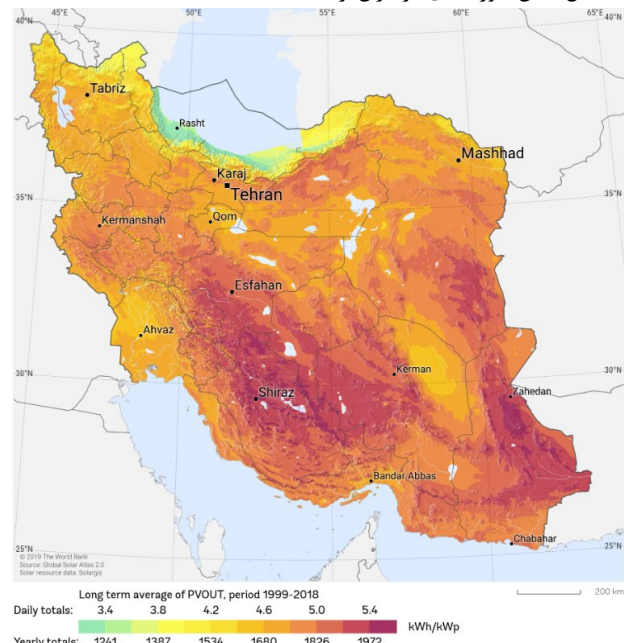 45°E
50°E
55°E
60°E
65°E
40°N
40°N
Tabriz
Rasht
Mashhad
Karaj
Tehran
35°N
35°N
Qom
Kermanshah
Esfahan
Ahvaz
30°N
Kerman
30°N
Zahedan
Shiraz
Bandar Abbas
25°N
Chabahar
25°N
© 2019 The World Bank
Source: Global Solar Atlas 2.0
Solar resource data: Solargis
200 km
Long term average of PVOUT, period 1999-2018
Daily totals: 3.4 3.8 4.2 4.6 5.0 5.4
kWh/kWp
Yearly totals: 1241 1387 1534 1680 1826 1972